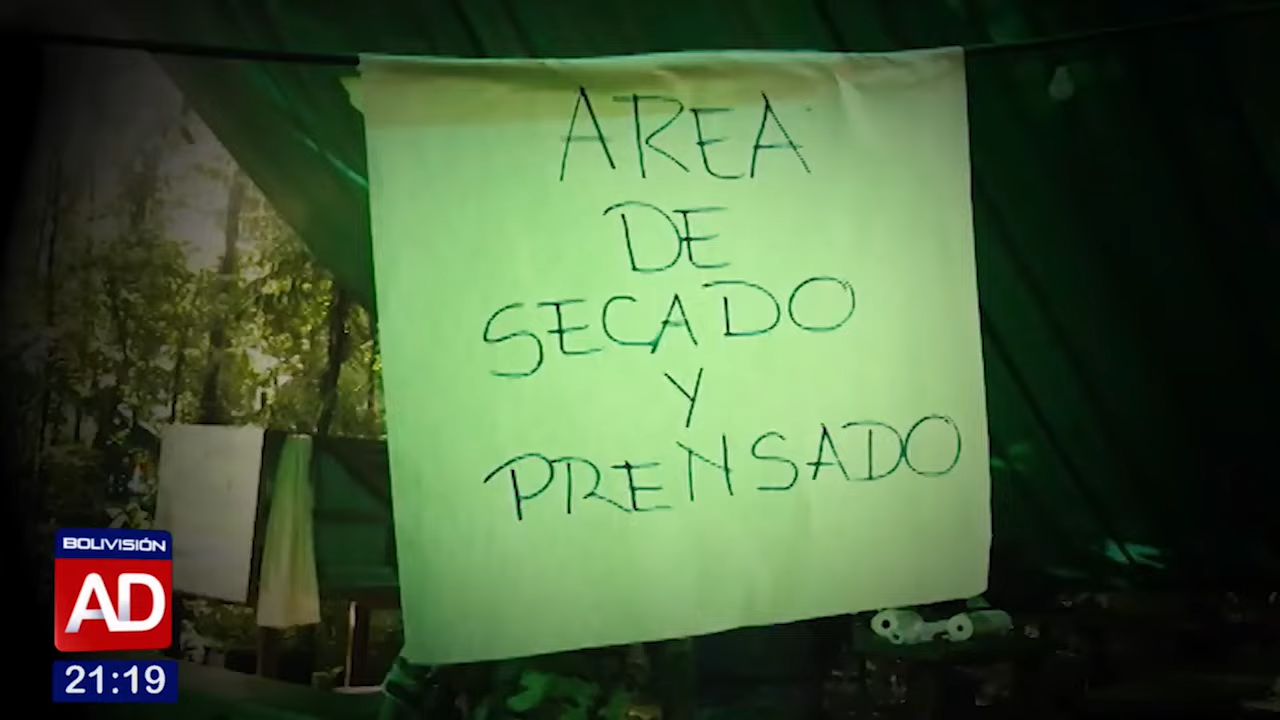 AREA
DE
SECADO
Y
PRENSADO
BOLIVISIÓN
AD
21:19